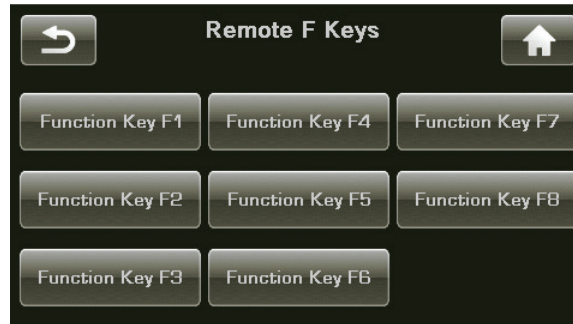 Remote F Keys
Function Key F1 Function Key F4 Function Key F7
Function Key F2 Function Key F5 Function Key F8
Function Key F3 Function Key F6